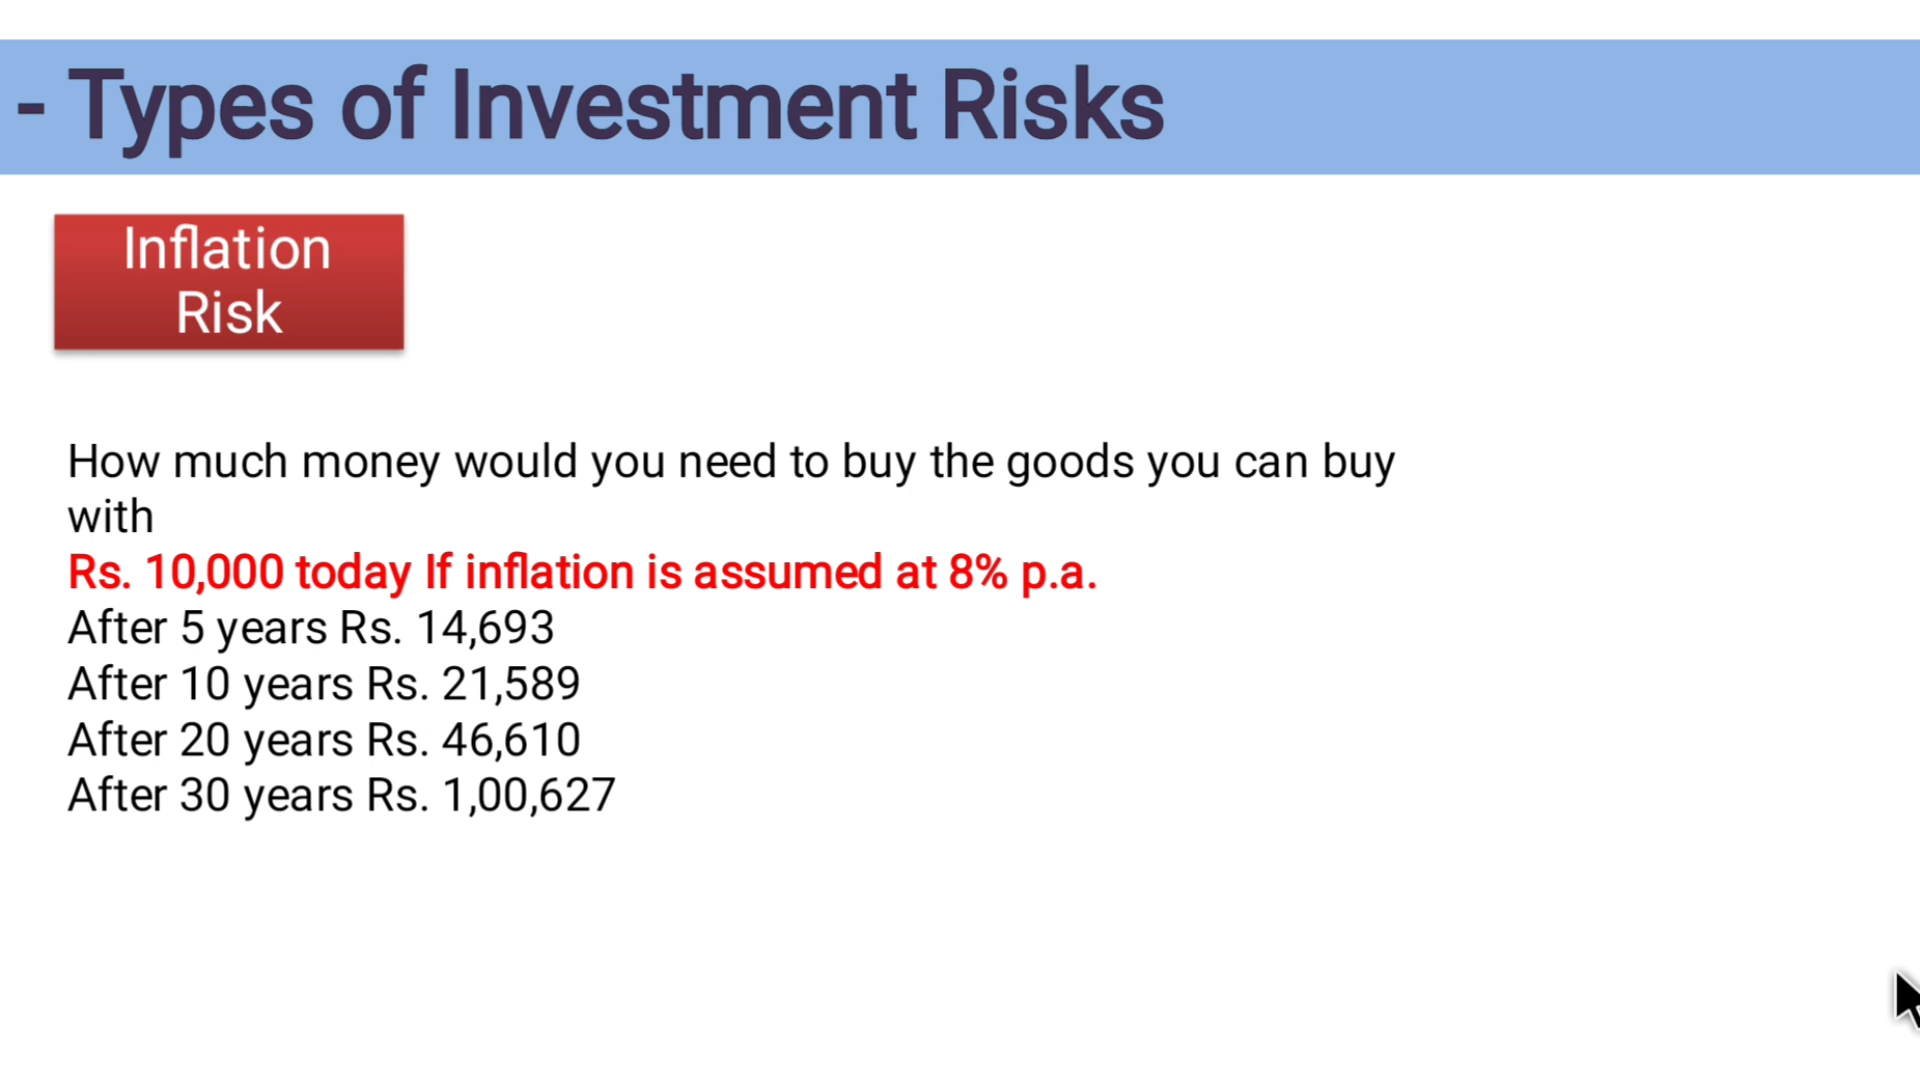 - Types of Investment Risks
Inflation
Risk
How much money would you need to buy the goods you can buy
with
Rs. 10,000 today If inflation is assumed at 8% p.a.
After 5 years Rs. 14,693
After 10 years Rs. 21,589
After 20 years Rs. 46,610
After 30 years Rs. 1,00,627